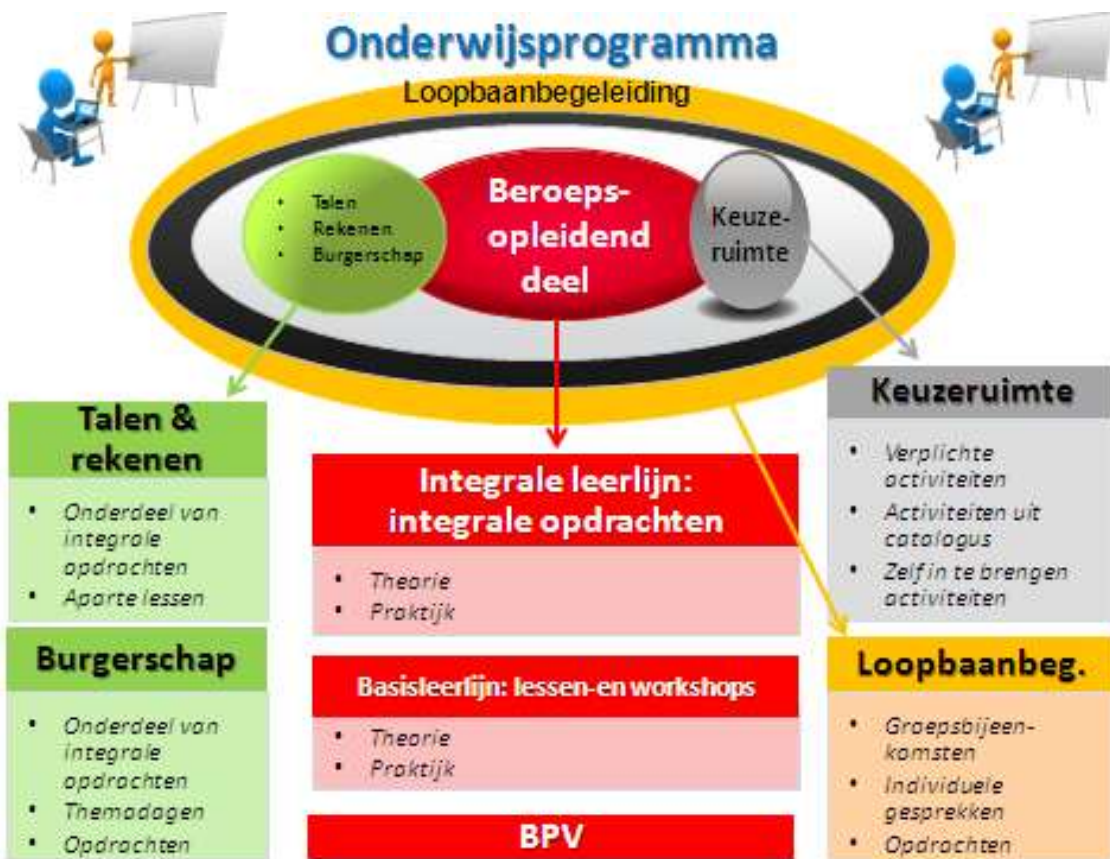 Onderwijsprogramma
Loopbaanbegeleiding
• Talen
• Rekenen
• Burgerschap
Beroeps-
opleidend
deel
Keuze-
ruimte
Talen &
rekenen
• Onderdeel van
integrale
opdrachten
• Aparte lessen
Burgerschap
• Onderdeel van
integrale
opdrachten
• Themadagen
• Opdrachten
Integrale leerlijn:
integrale opdrachten
• Theorie
• Praktijk
Basisleerlijn: lessen-en workshops
• Theorie
• Praktijk
BPV
Keuzeruimte
• Verplichte
activiteiten
• Activiteiten uit
catalogus
• Zelf in te brengen
activiteiten
Loopbaanbeg.
• Groepsbijeen-
komsten
• Individuele
gesprekken
• Opdrachten